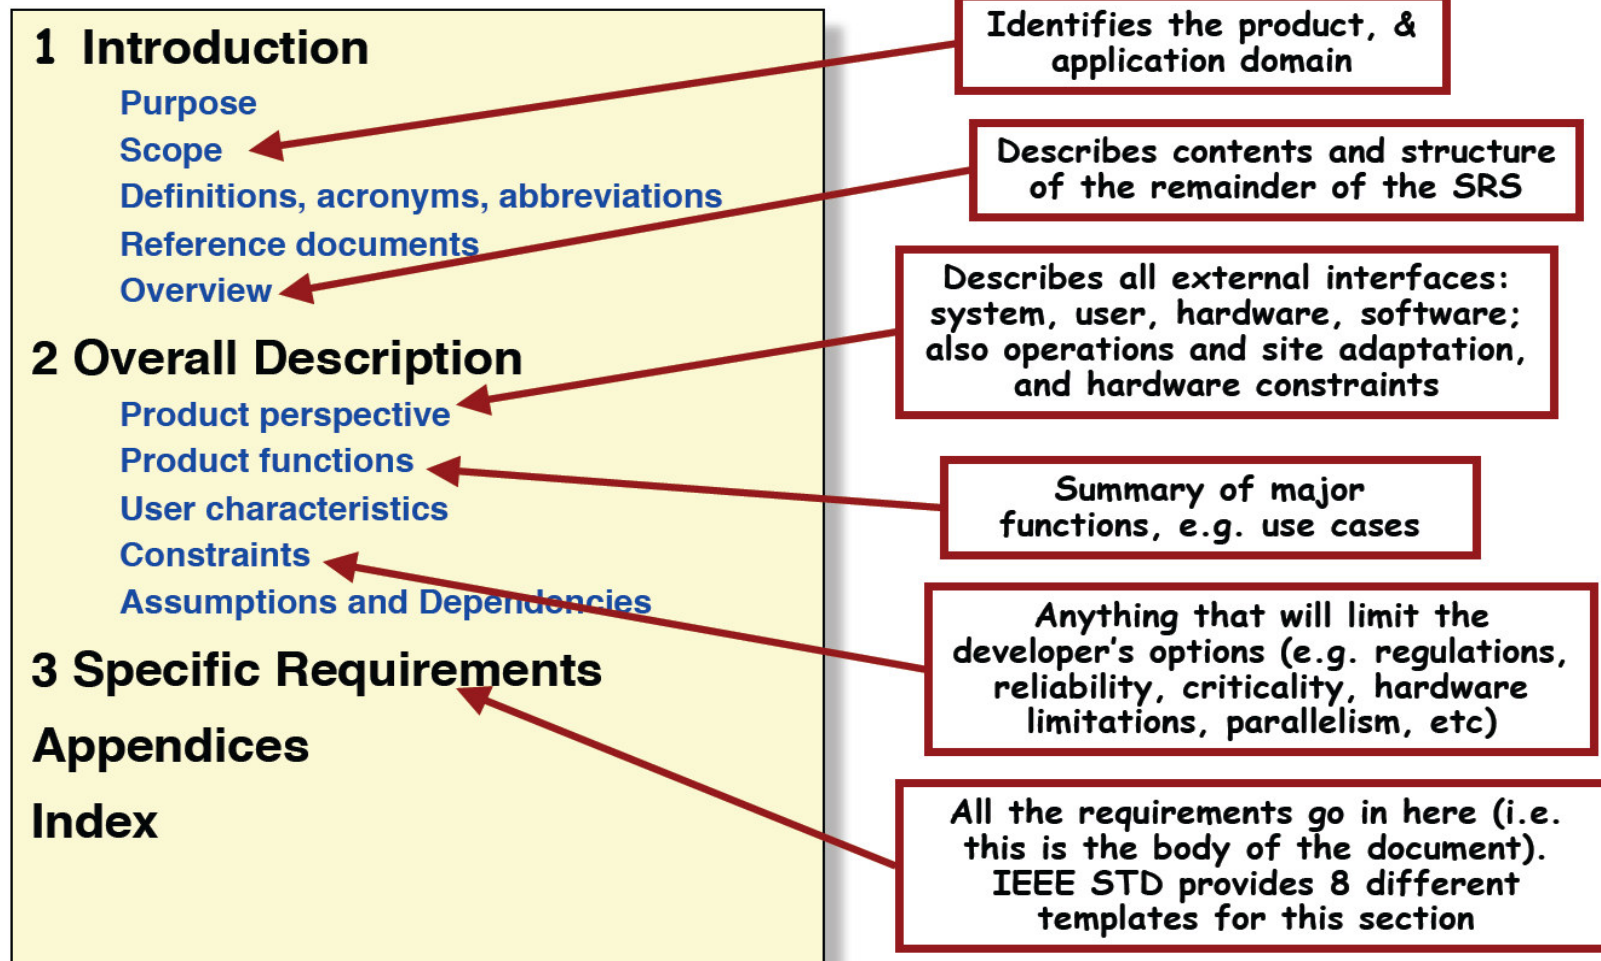 1 Introduction
Purpose
Scope
Definitions, acronyms, abbreviations
Reference documents
Overview
2 Overall Description
Product perspective
Product functions
User characteristics
Constraints
Assumptions and Dependencies
3 Specific Requirements
Appendices
Index
Identifies the product, &
application domain
Describes contents and structure
of the remainder of the SRS
Describes all external interfaces:
system, user, hardware, software;
also operations and site adaptation,
and hardware constraints
Summary of major
functions, e.g. use cases
Anything that will limit the
developer’s options (e.g. regulations,
reliability, criticality, hardware
limitations, parallelism, etc)
All the requirements go in here (i.e.
this is the body of the document).
IEEE STD provides 8 different
templates for this section